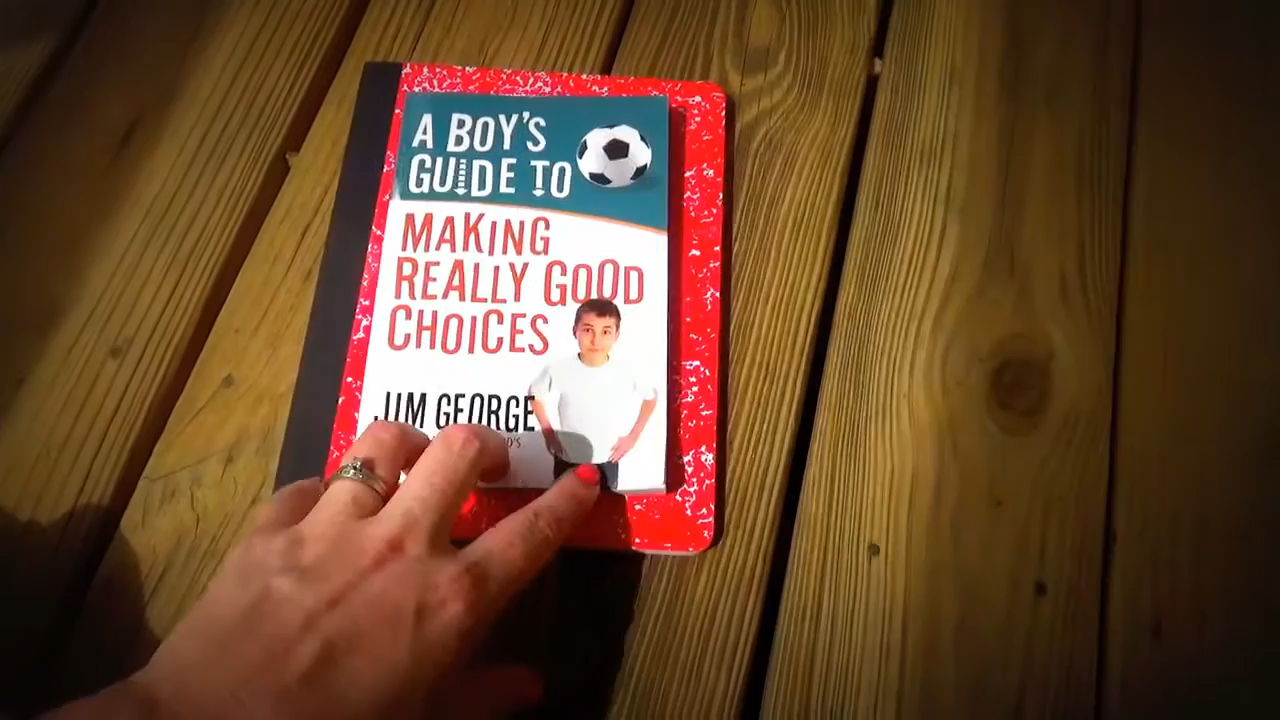 A BOY'S
GUIDE TO
MAKING
REALLY GOOD
CHOICES
JIM GEORGE